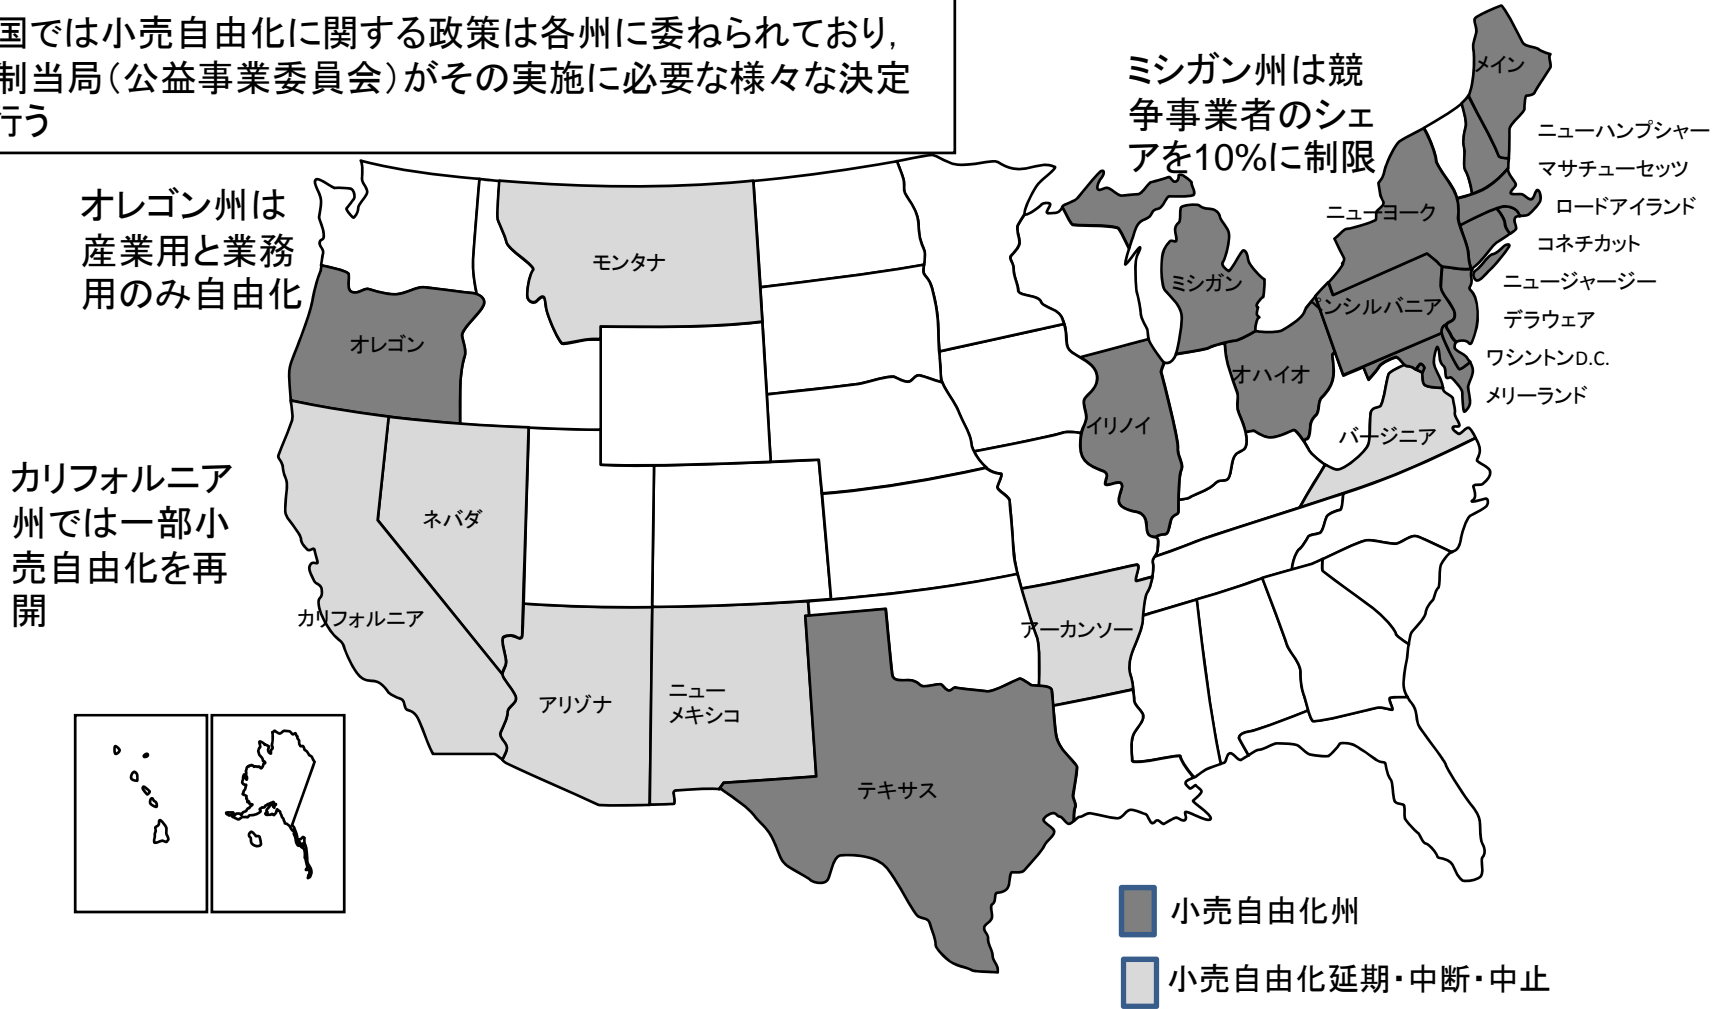 国では小売自由化に関する政策は各州に委ねられており,
制当局(公益事業委員会)がその実施に必要な様々な決定
行う
ミシガン州は競
争事業者のシェ
アを10%に制限
メイン
ニューハンプシャー
マサチューセッツ
ロードアイランド
コネチカット
ニュージャージー
デラウェア
ワシントンD.C.
メリーランド
ニューヨーク
オレゴン州は
産業用と業務
用のみ自由化
モンタナ
ミシガン
ンシルバニア
オレゴン
オハイオ
イリノイ
バージニア
カリフォルニア
州では一部小
売自由化を再
開
ネバダ
カリフォルニア
アーカンソー
アリゾナ
ニュー
メキシコ
テキサス
小売自由化州
小売自由化延期・中断・中止